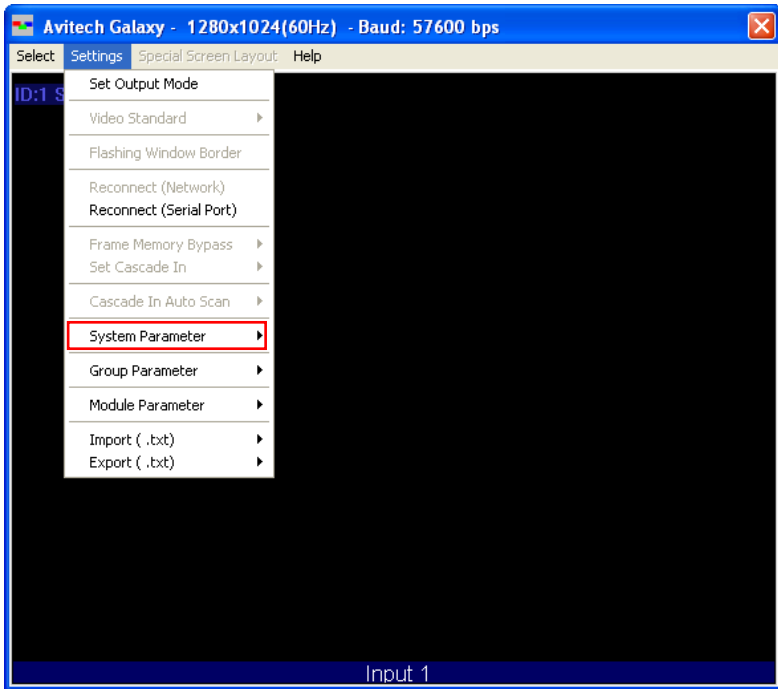 Avitech Galaxy - 1280x1024(60Hz) - Baud: 57600 bps
Select Settings Special Screen Layout Help
ID:1 S
Set Output Mode
Video Standard
Flashing Window Border
Reconnect (Network)
Reconnect (Serial Port)
Frame Memory Bypass
Set Cascade In
Cascade In Auto Scan
System Parameter
Group Parameter
Module Parameter
Import ( .txt)
Export ( .txt)
Input 1